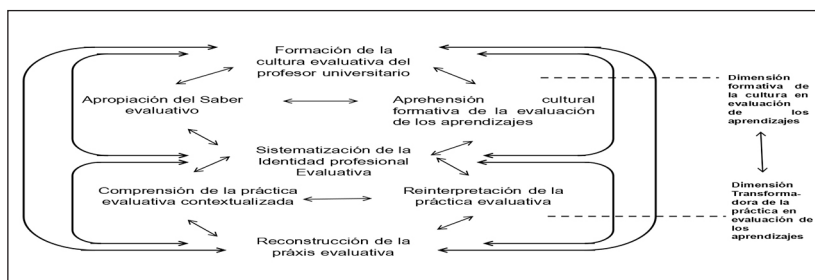 Formación de la
cultura evaluativa del
profesor universitario
Apropiación del Saber
evaluativo
Aprehensión cultural
formativa de la evaluación
de los aprendizajes
Sistematización de la
Identidad profesional
Evaluativa
Comprensión de la práctica
evaluativa contextualizada
Reinterpretación de la
práctica evaluativa
Reconstrucción de la
práxis evaluativa
Dimensión
formativa de
la cultura en
evaluación
de los
aprendizajes
Dimensión
Transforma-
dora de la
práctica en
evaluación de
los
aprendizajes